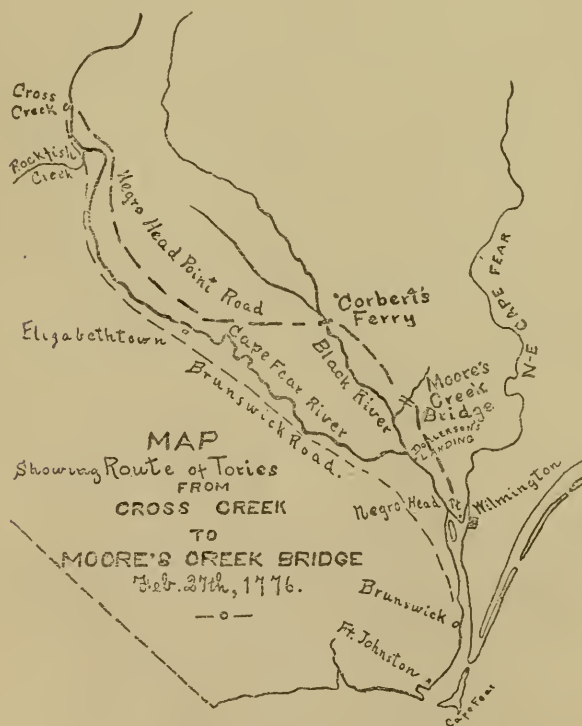 Cross
Creek
Rockfish
Creek
Negro Head Point Road
Corbert's
Ferry
N-E CAPE FEAR
Elizabethtown
Cape Fear River
Black River
Moore's
Creek
Bridge
LANDING
Brunswick Road.
MAP
Showing Route of Tories
FROM
CROSS CREEK
TO
MOORE'S CREEK BRIDGE
Feb. 27th, 1776.
Negro Head Pt.
Wilmington
Brunswick
Ft. Johnston
Cape Fear